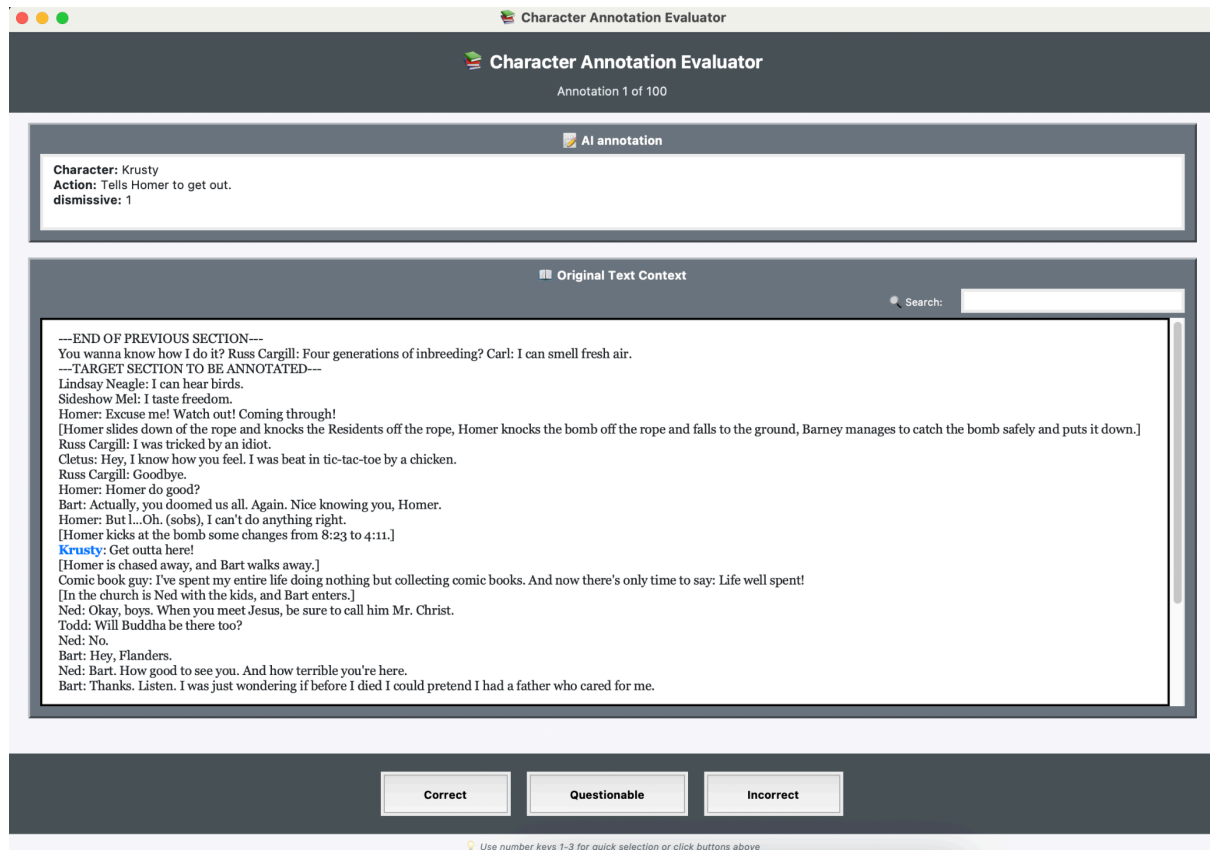 Character Annotation Evaluator
Character Annotation Evaluator
Annotation 1 of 100
AI annotation
Character: Krusty
Action: Tells Homer to get out.
dismissive: 1
Original Text Context
Search:
---END OF PREVIOUS SECTION---
You wanna know how I do it? Russ Cargill: Four generations of inbreeding? Carl: I can smell fresh air.
---TARGET SECTION TO BE ANNOTATED---
Lindsay Neagle: I can hear birds.
Sideshow Mel: I taste freedom.
Homer: Excuse me! Watch out! Coming through!
[Homer slides down of the rope and knocks the Residents off the rope, Homer knocks the bomb off the rope and falls to the ground, Barney manages to catch the bomb safely and puts it down.]
Russ Cargill: I was tricked by an idiot.
Cletus: Hey, I know how you feel. I was beat in tic-tac-toe by a chicken.
Russ Cargill: Goodbye.
Homer: Homer do good?
Bart: Actually, you doomed us all. Again. Nice knowing you, Homer.
Homer: But l...Oh. (sobs), I can't do anything right.
[Homer kicks at the bomb some changes from 8:23 to 4:11.]
Krusty: Get outta here!
[Homer is chased away, and Bart walks away.]
Comic book guy: I've spent my entire life doing nothing but collecting comic books. And now there's only time to say: Life well spent!
[In the church is Ned with the kids, and Bart enters.]
Ned: Okay, boys. When you meet Jesus, be sure to call him Mr. Christ.
Todd: Will Buddha be there too?
Ned: No.
Bart: Hey, Flanders.
Ned: Bart. How good to see you. And how terrible you're here.
Bart: Thanks. Listen. I was just wondering if before I died I could pretend I had a father who cared for me.
Correct
Questionable
Incorrect
Use number keys 1-3 for quick selection or click buttons above